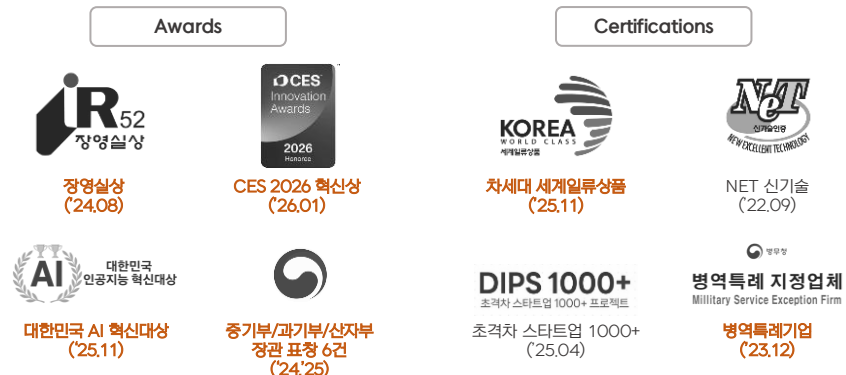 Awards
Certifications
iR52
장영실상
CES
Innovation
Awards
2026
Honoree
KOREA
WORLD CLASS
세계일류상품
NeT
신기술인증
NEW EXCELLENT TECHNOLOGY
장영실상
('24.08)
CES 2026 혁신상
('26.01)
차세대 세계일류상품
('25.11)
NET 신기술
('22.09)
AI
대한민국
인공지능 혁신대상
DIPS 1000+
초격차 스타트업 1000+ 프로젝트
병무청
병역특례 지정업체
Millitary Service Exception Firm
대한민국 AI 혁신대상
('25.11)
중기부/과기부/산자부
장관 표창 6건
('24,'25)
초격차 스타트업 1000+
('25.04)
병역특례기업
('23.12)